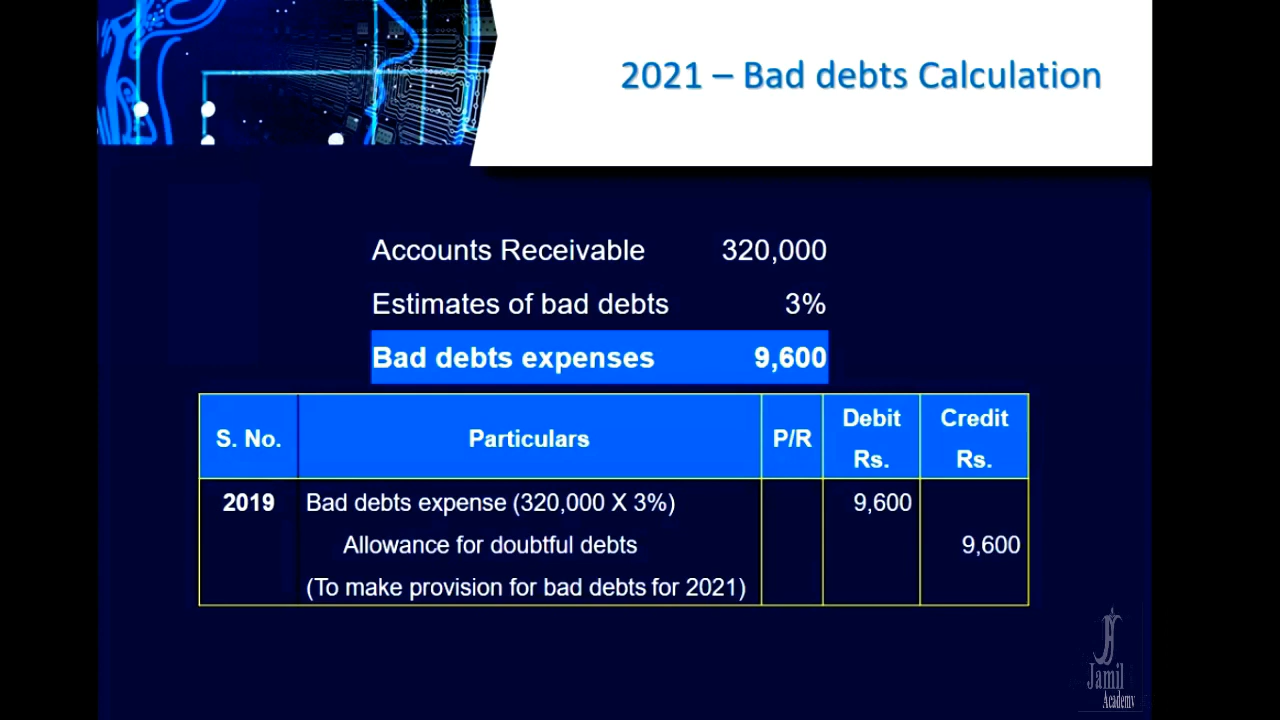 2021 – Bad debts Calculation
Accounts Receivable 320,000
Estimates of bad debts 3%
Bad debts expenses 9,600
S. No. Particulars P/R Debit Rs. Credit Rs.
2019 Bad debts expense (320,000 X 3%) 9,600
Allowance for doubtful debts 9,600
(To make provision for bad debts for 2021)
Jamil
Academy